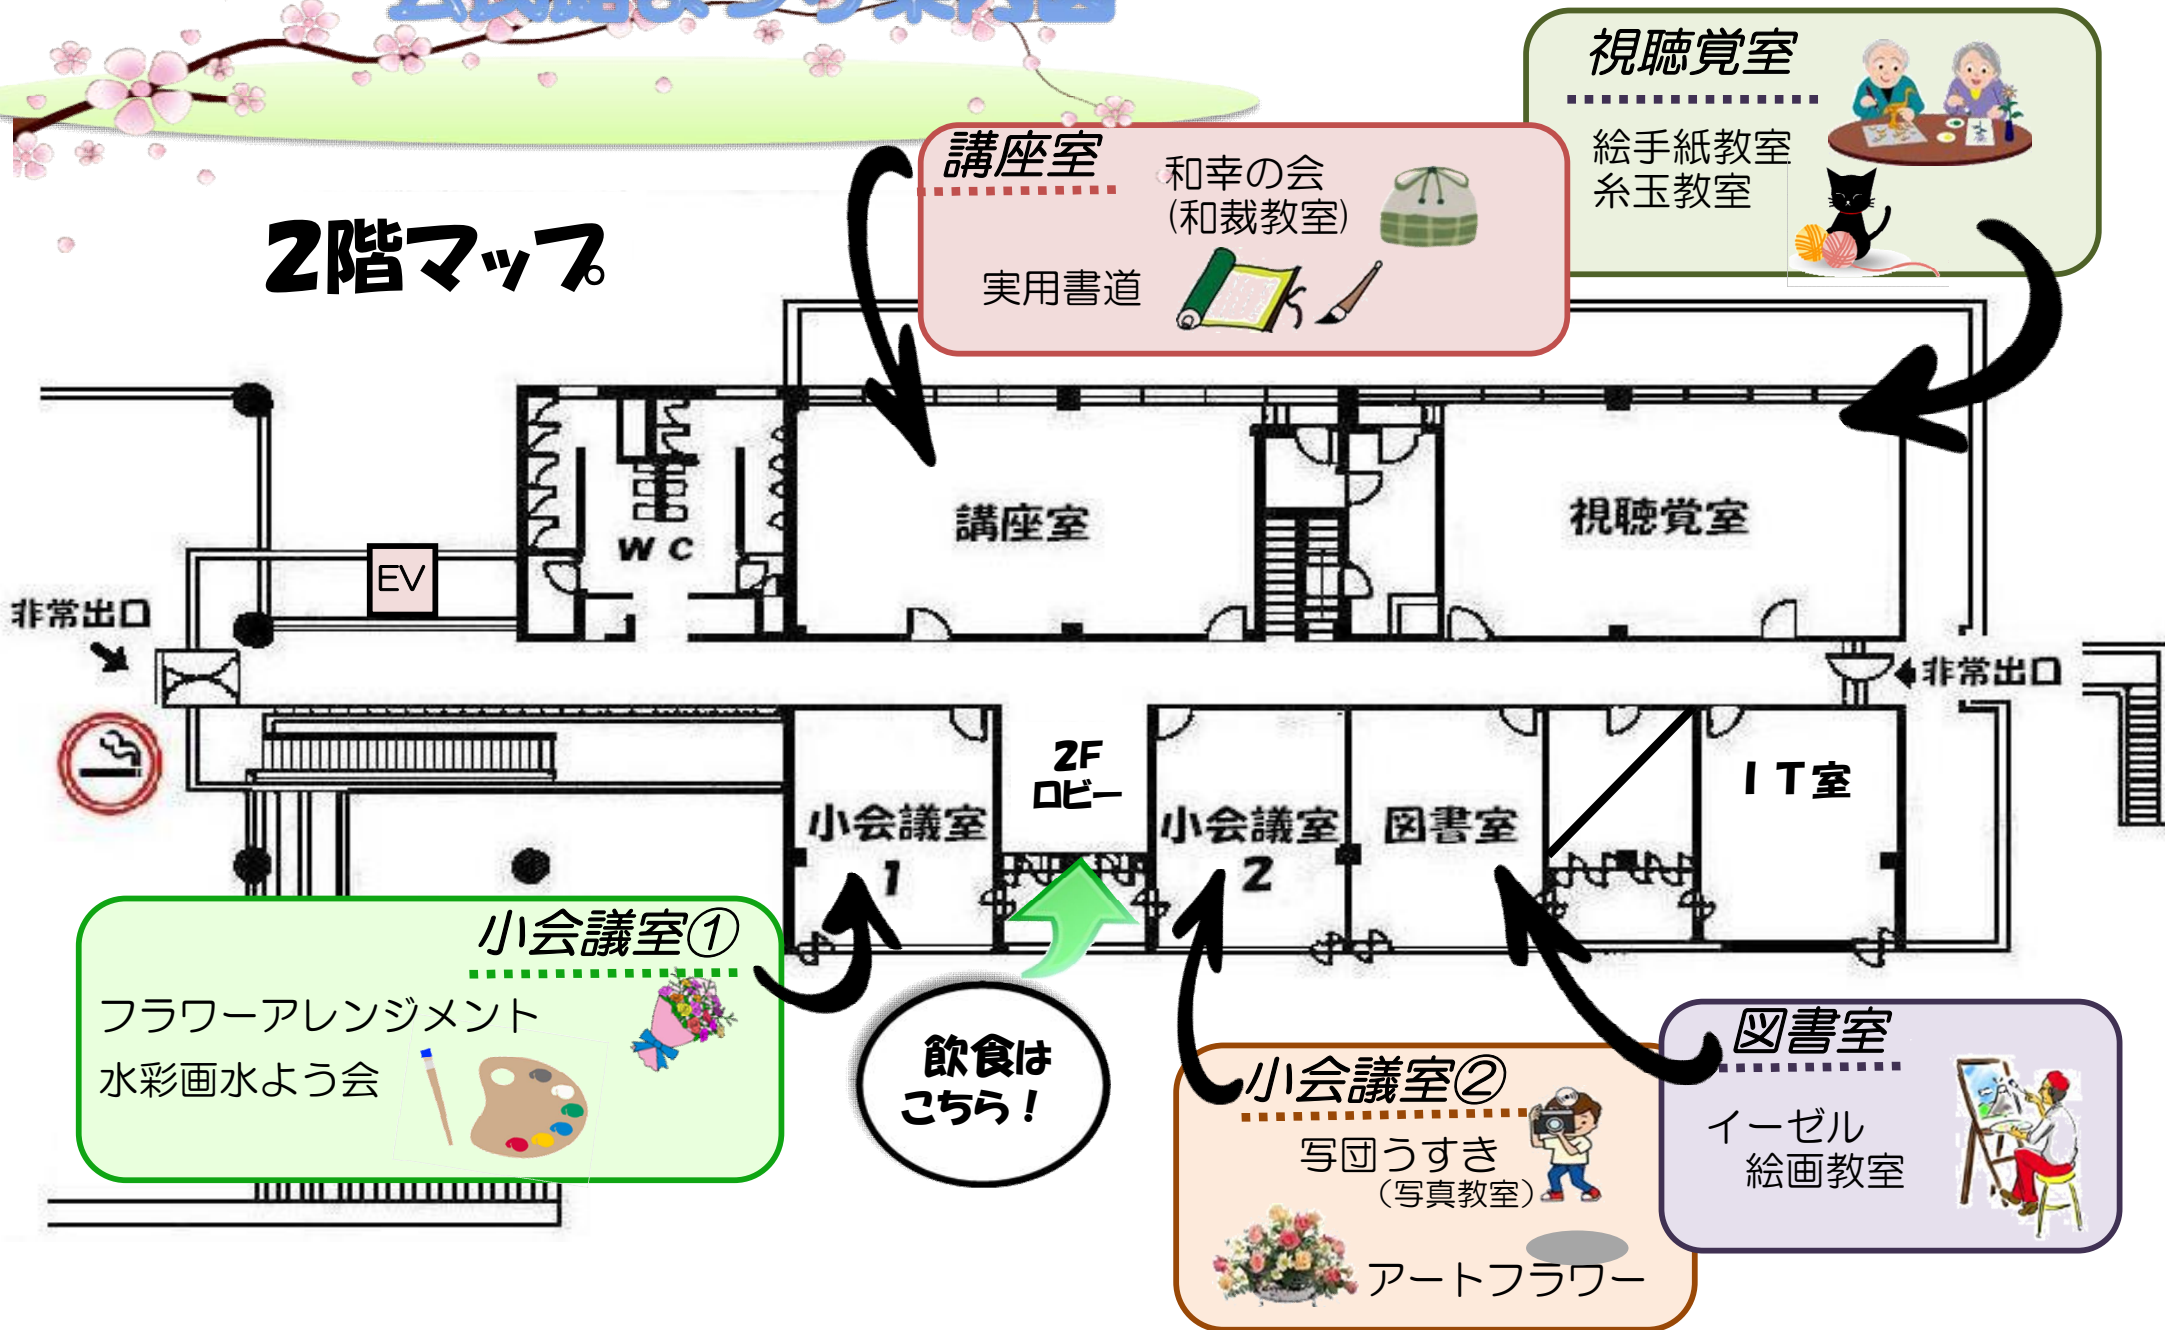 視聴覚室
絵手紙教室
糸玉教室
講座室
和幸の会
(和裁教室)
実用書道
2階マップ
講座室
視聴覚室
WC
EV
非常出口
非常出口
2F
ロビー
小会議室
1
小会議室
2
図書室
IT室
小会議室①
フラワーアレンジメント
水彩画水よう会
飲食は
こちら！
小会議室②
写団うすき
（写真教室）
アートフラワー
図書室
イーゼル
絵画教室